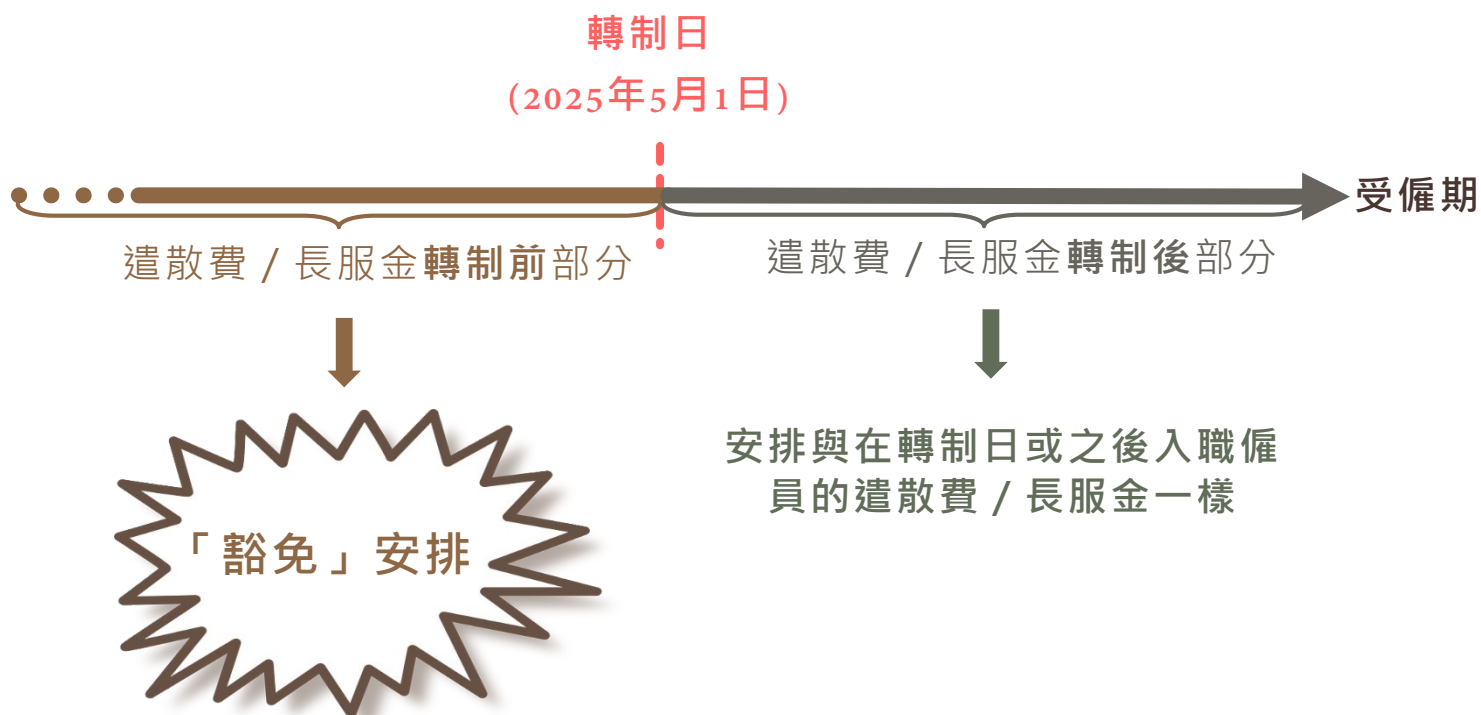 轉制日
(2025年5月1日)
受僱期
遣散費 / 長服金轉制前部分
遣散費 / 長服金轉制後部分
「豁免」安排
安排與在轉制日或之後入職僱
員的遣散費 / 長服金一樣